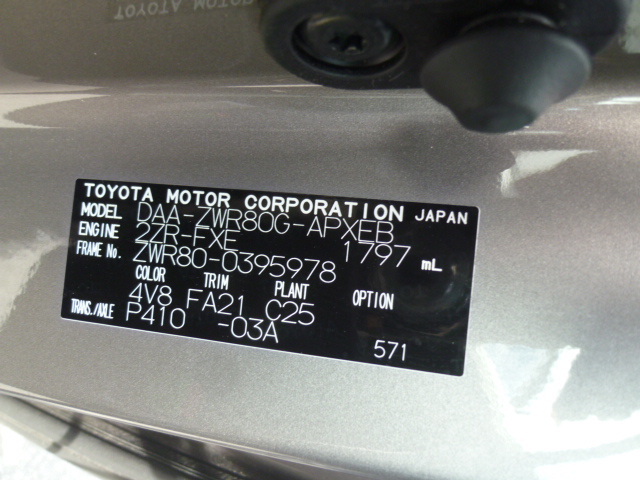 TOYOTA MOTOR CORPORATION JAPAN
MODEL DAA-ZWR80G-APXEB
ENGINE 2ZR-FXE 1797 mL
FRAME No. ZWR80-0395978
COLOR TRIM PLANT OPTION
4V8 FA21 C25
TRANS./AXLE P410 -03A
571